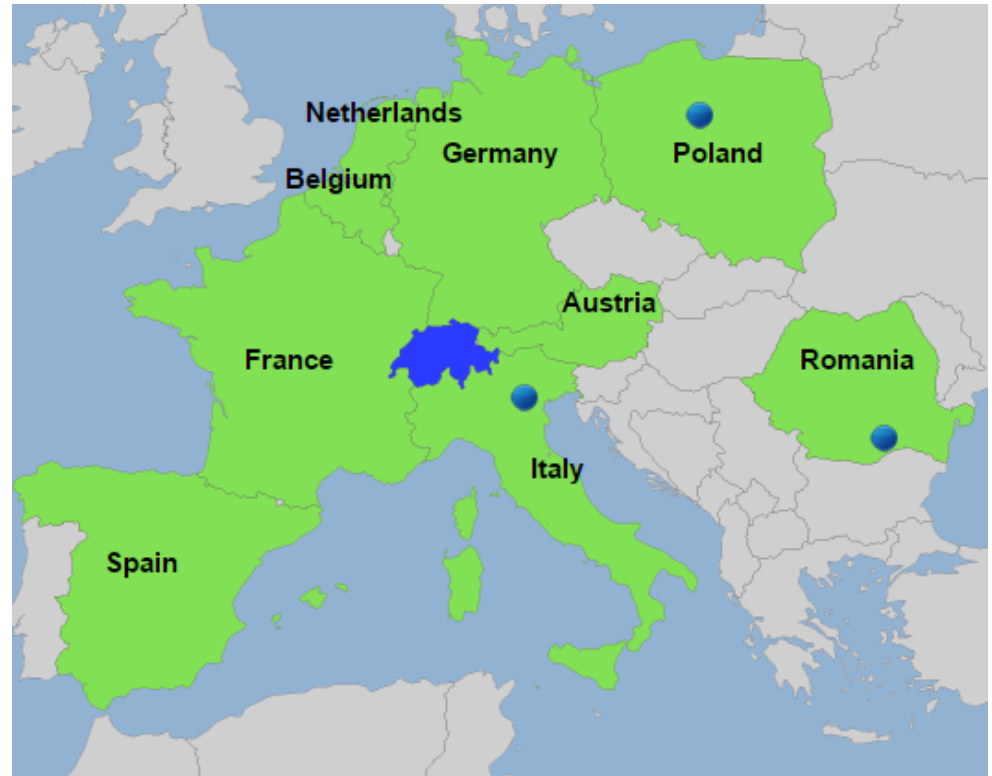 Netherlands
Germany
Poland
Belgium
Austria
France
Romania
Italy
Spain